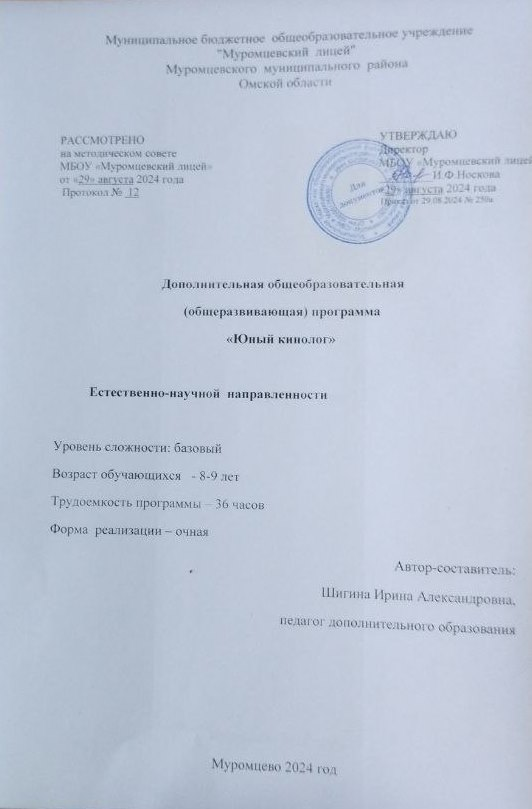 Муниципальное бюджетное общеобразовательное учреждение
"Муромцевский лицей"
Муромцевского муниципального района
Омской области
РАССМОТРЕНО
на методическом совете
МБОУ «Муромцевский лицей»
от «29» августа 2024 года
Протокол № 12
УТВЕРЖДАЮ
Директор
МБОУ «Муромцевский лицей
И.Ф.Носкова
«29» августа 2024 года
Приказ от 29.08.2024 №
Для
документов
Дополнительная общеобразовательная
(общеразвивающая) программа
«Юный кинолог»
Естественно-научной направленности
Уровень сложности: базовый
Возраст обучающихся - 8-9 лет
Трудоемкость программы – 36 часов
Форма реализации – очная
Автор-составитель:
Шигина Ирина Александровна,
педагог дополнительного образования
Муромцево 2024 год